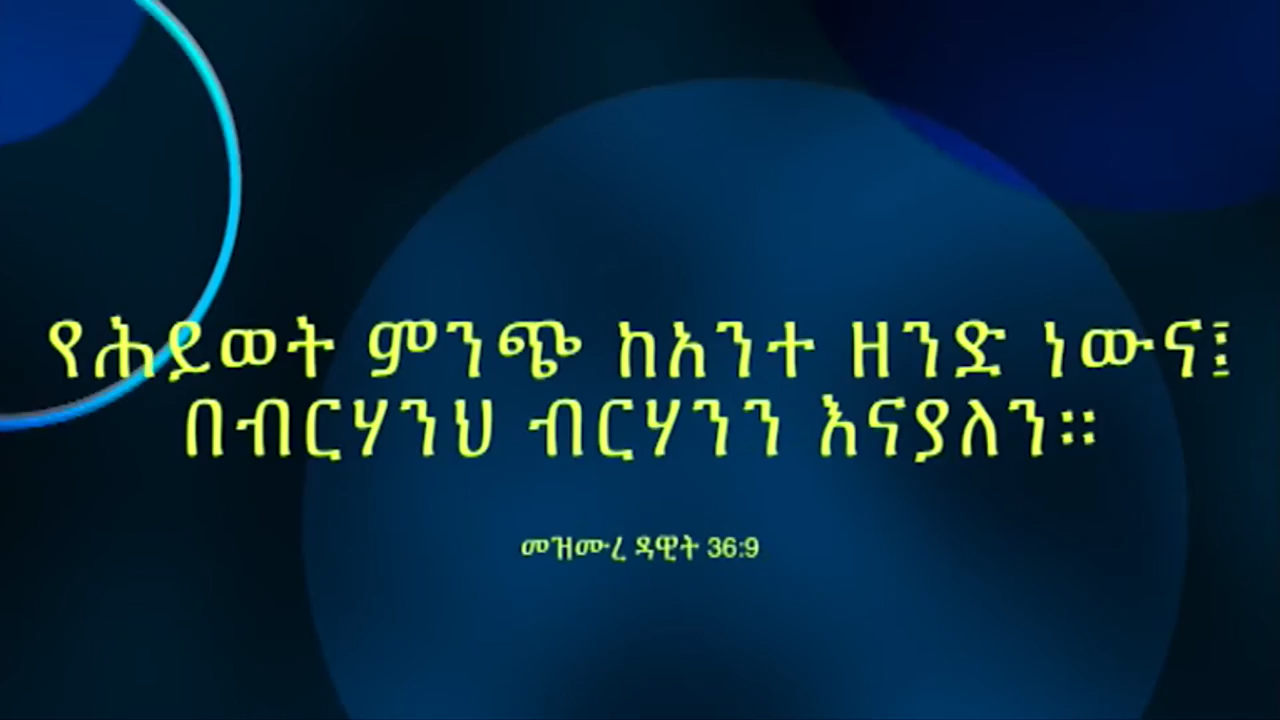 የሕይወት ምንጭ ከአንተ ዘንድ ነውና፤
በብርሃንህ ብርሃንን እናያለን።
መዝሙረ ዳዊት 36:9